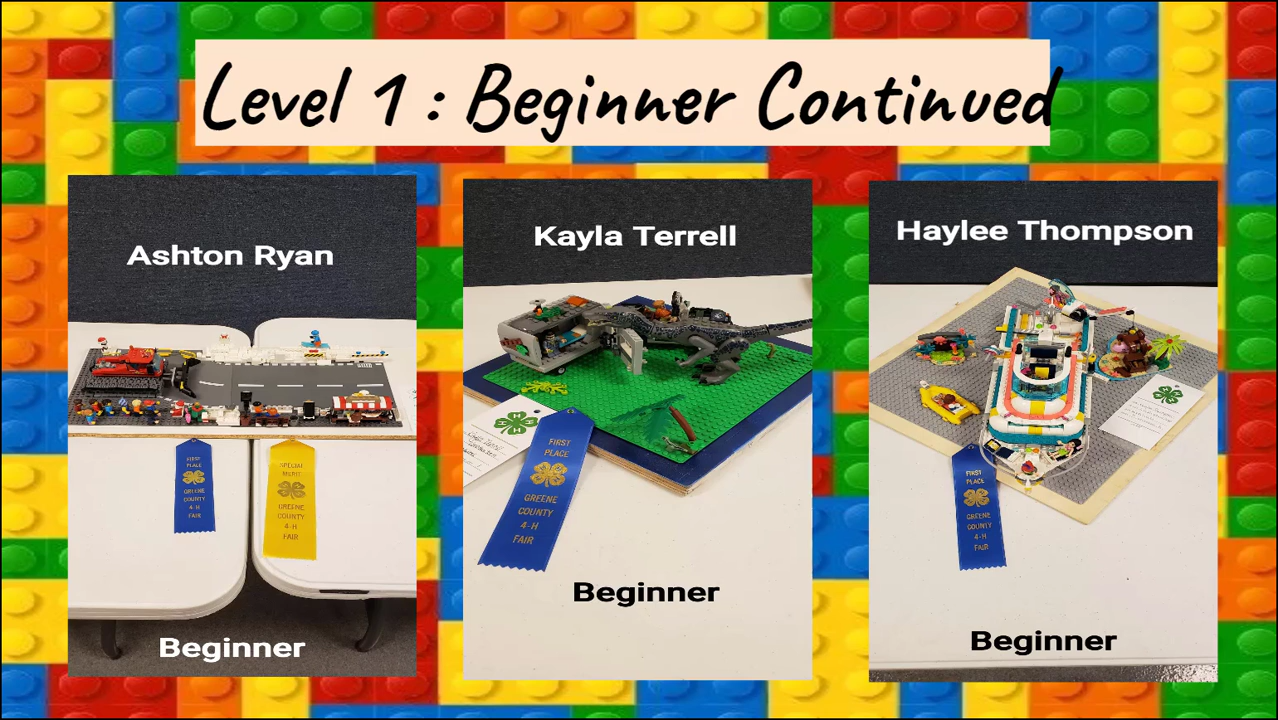 Level 1 : Beginner Continued
Ashton Ryan
FIRST
PLACE
GREENE
COUNTY
4-H
FAIR
SPECIAL
MERIT
GREENE
COUNTY
4-H
FAIR
Beginner
Kayla Terrell
FIRST
PLACE
GREENE
COUNTY
4-H
FAIR
Beginner
Haylee Thompson
FIRST
PLACE
GREENE
COUNTY
4-H
FAIR
Beginner